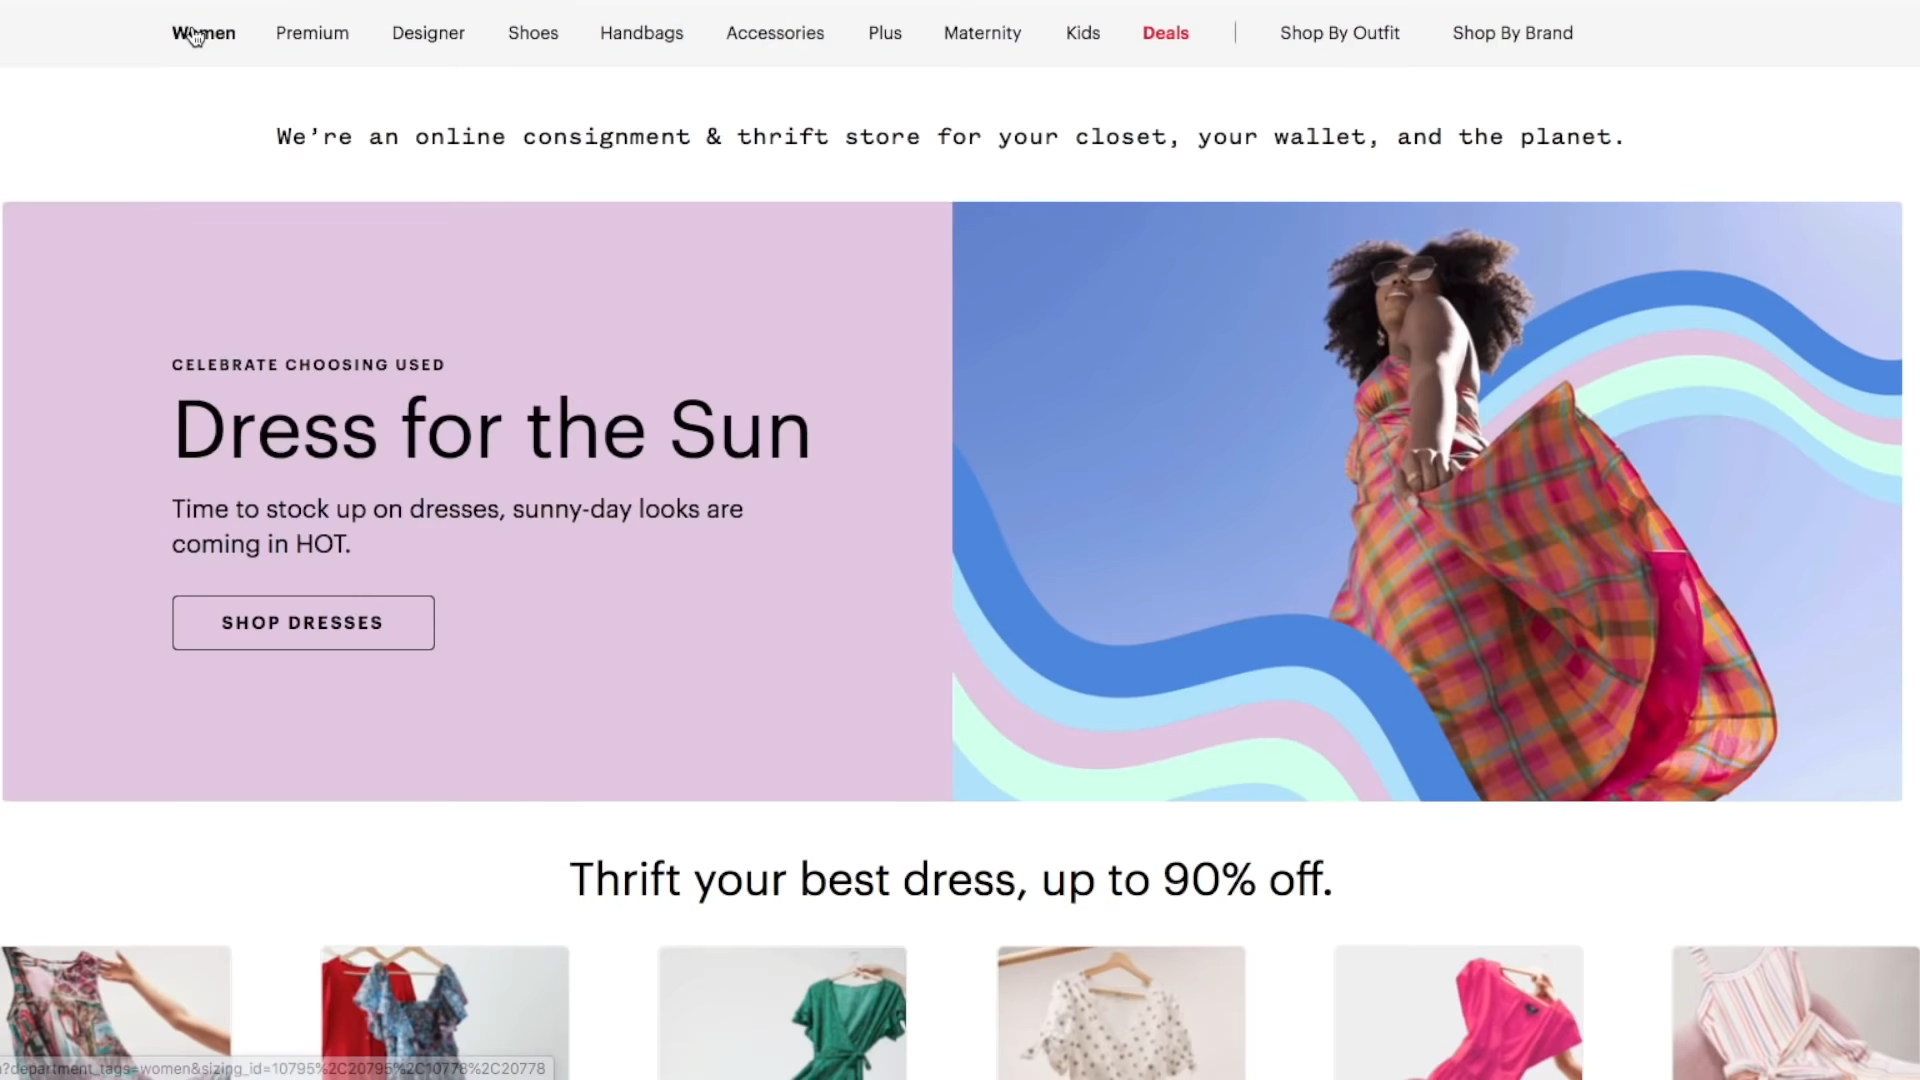 Women Premium Designer Shoes Handbags Accessories Plus Maternity Kids Deals | Shop By Outfit Shop By Brand
We're an online consignment & thrift store for your closet, your wallet, and the planet.
CELEBRATE CHOOSING USED
Dress for the Sun
Time to stock up on dresses, sunny-day looks are
coming in HOT.
SHOP DRESSES
Thrift your best dress, up to 90% off.
?department_tags=women&sizing_id=10795%2C20795%2C10778%2C20778